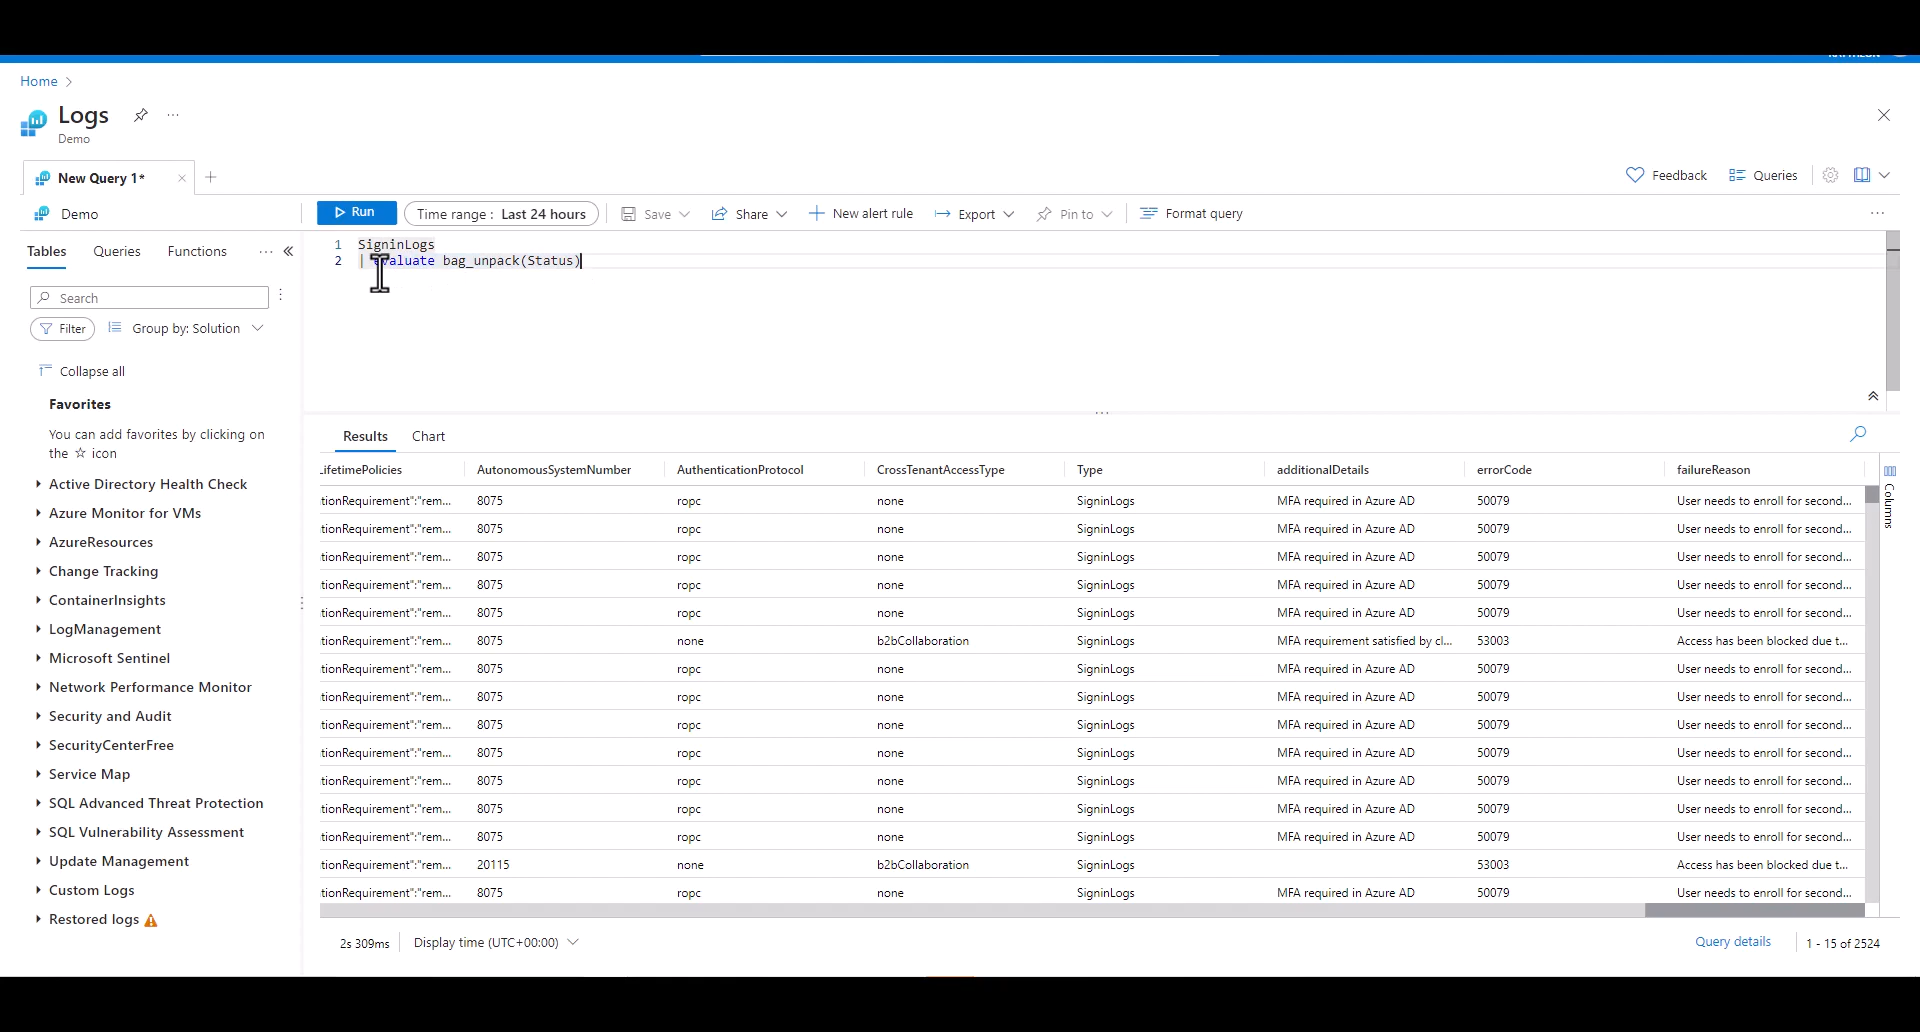 Home
Logs
Demo
New Query 1*
Feedback
Queries
Demo
Run
Time range : Last 24 hours
Save
Share
New alert rule
Export
Pin to
Format query
Tables
Queries
Functions
1 SigninLogs
2 | evaluate bag_unpack(Status)
Search
Filter
Group by: Solution
Collapse all
Favorites
You can add favorites by clicking on
the ☆ icon
Active Directory Health Check
Azure Monitor for VMs
AzureResources
Change Tracking
ContainerInsights
LogManagement
Microsoft Sentinel
Network Performance Monitor
Security and Audit
SecurityCenterFree
Service Map
SQL Advanced Threat Protection
SQL Vulnerability Assessment
Update Management
Custom Logs
Restored logs
Results Chart
LifetimePolicies AutonomousSystemNumber AuthenticationProtocol CrossTenantAccessType Type additionalDetails errorCode failureReason
tionRequirement":"rem... 8075 ropc none SigninLogs MFA required in Azure AD 50079 User needs to enroll for second...
tionRequirement":"rem... 8075 ropc none SigninLogs MFA required in Azure AD 50079 User needs to enroll for second...
tionRequirement":"rem... 8075 ropc none SigninLogs MFA required in Azure AD 50079 User needs to enroll for second...
tionRequirement":"rem... 8075 ropc none SigninLogs MFA required in Azure AD 50079 User needs to enroll for second...
tionRequirement":"rem... 8075 ropc none SigninLogs MFA required in Azure AD 50079 User needs to enroll for second...
tionRequirement":"rem... 8075 none b2bCollaboration SigninLogs MFA requirement satisfied by cl... 53003 Access has been blocked due t...
tionRequirement":"rem... 8075 ropc none SigninLogs MFA required in Azure AD 50079 User needs to enroll for second...
tionRequirement":"rem... 8075 ropc none SigninLogs MFA required in Azure AD 50079 User needs to enroll for second...
tionRequirement":"rem... 8075 ropc none SigninLogs MFA required in Azure AD 50079 User needs to enroll for second...
tionRequirement":"rem... 8075 ropc none SigninLogs MFA required in Azure AD 50079 User needs to enroll for second...
tionRequirement":"rem... 8075 ropc none SigninLogs MFA required in Azure AD 50079 User needs to enroll for second...
tionRequirement":"rem... 8075 ropc none SigninLogs MFA required in Azure AD 50079 User needs to enroll for second...
tionRequirement":"rem... 8075 ropc none SigninLogs MFA required in Azure AD 50079 User needs to enroll for second...
tionRequirement":"rem... 20115 none b2bCollaboration SigninLogs 53003 Access has been blocked due t...
tionRequirement":"rem... 8075 ropc none SigninLogs MFA required in Azure AD 50079 User needs to enroll for second...
Columns
2s 309ms
Display time (UTC+00:00)
Query details
1 - 15 of 2524